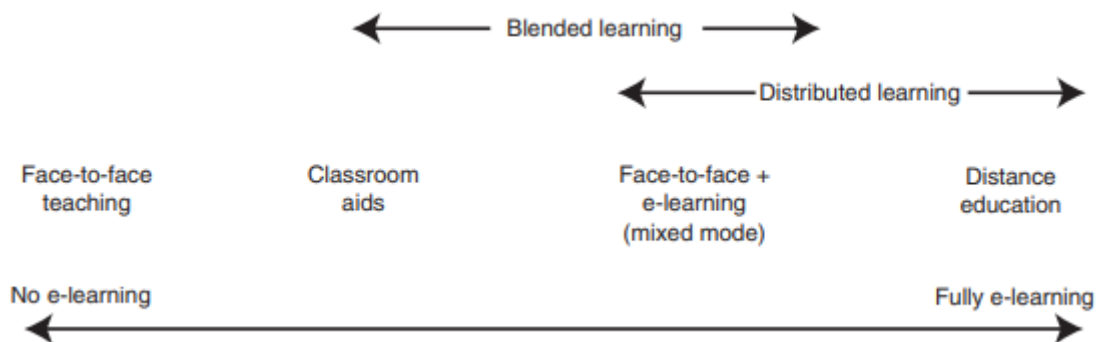 Blended learning
Distributed learning
Face-to-face
teaching
Classroom
aids
Face-to-face +
e-learning
(mixed mode)
Distance
education
No e-learning
Fully e-learning